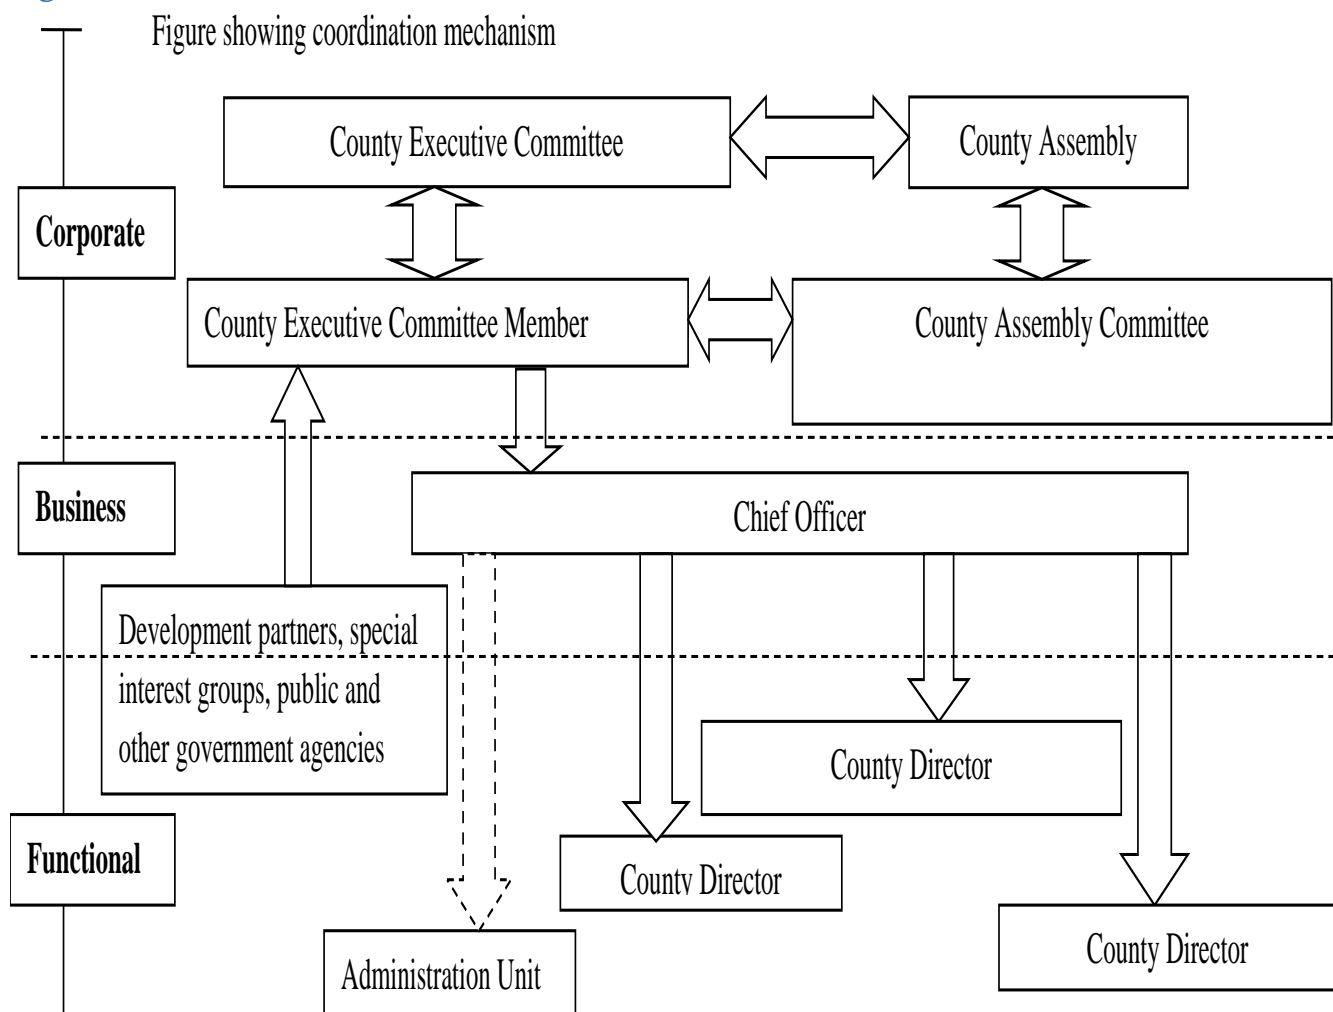 Figure showing coordination mechanism
County Executive Committee
County Assembly
Corporate
County Executive Committee Member
County Assembly Committee
Business
Chief Officer
Development partners, special
interest groups, public and
other government agencies
County Director
Functional
County Director
County Director
Administration Unit